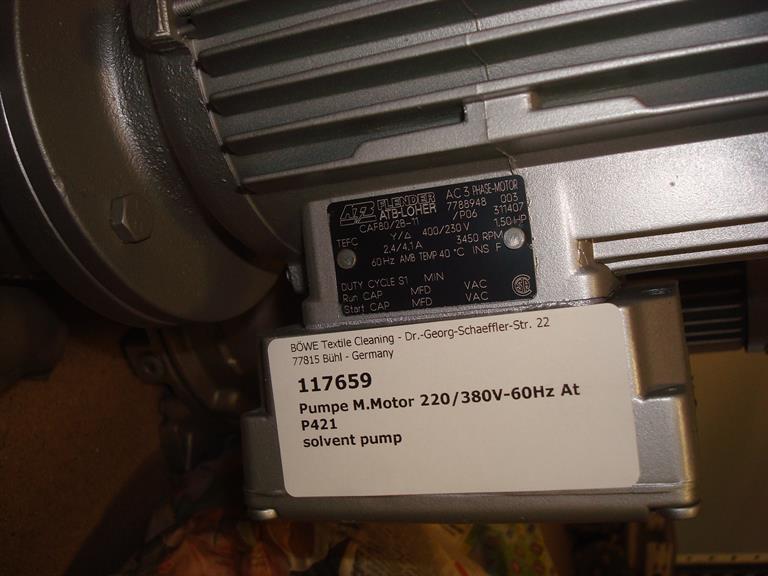 ATB FLENDER AC 3 PHASE-MOTOR
ATB-LOHER 7788948 003
CAF80/2B-11 /P06 311407
TEFC Y/Δ 400/230 V 1.50 HP
2.4/4.1 A 3450 RPM
60 Hz AMB TEMP 40 °C INS F
DUTY CYCLE S1 MIN
Run CAP MFD VAC
Start CAP MFD VAC
BÖWE Textile Cleaning - Dr.-Georg-Schaeffler-Str. 22
77815 Bühl - Germany
117659
Pumpe M.Motor 220/380V-60Hz At
P421
solvent pump